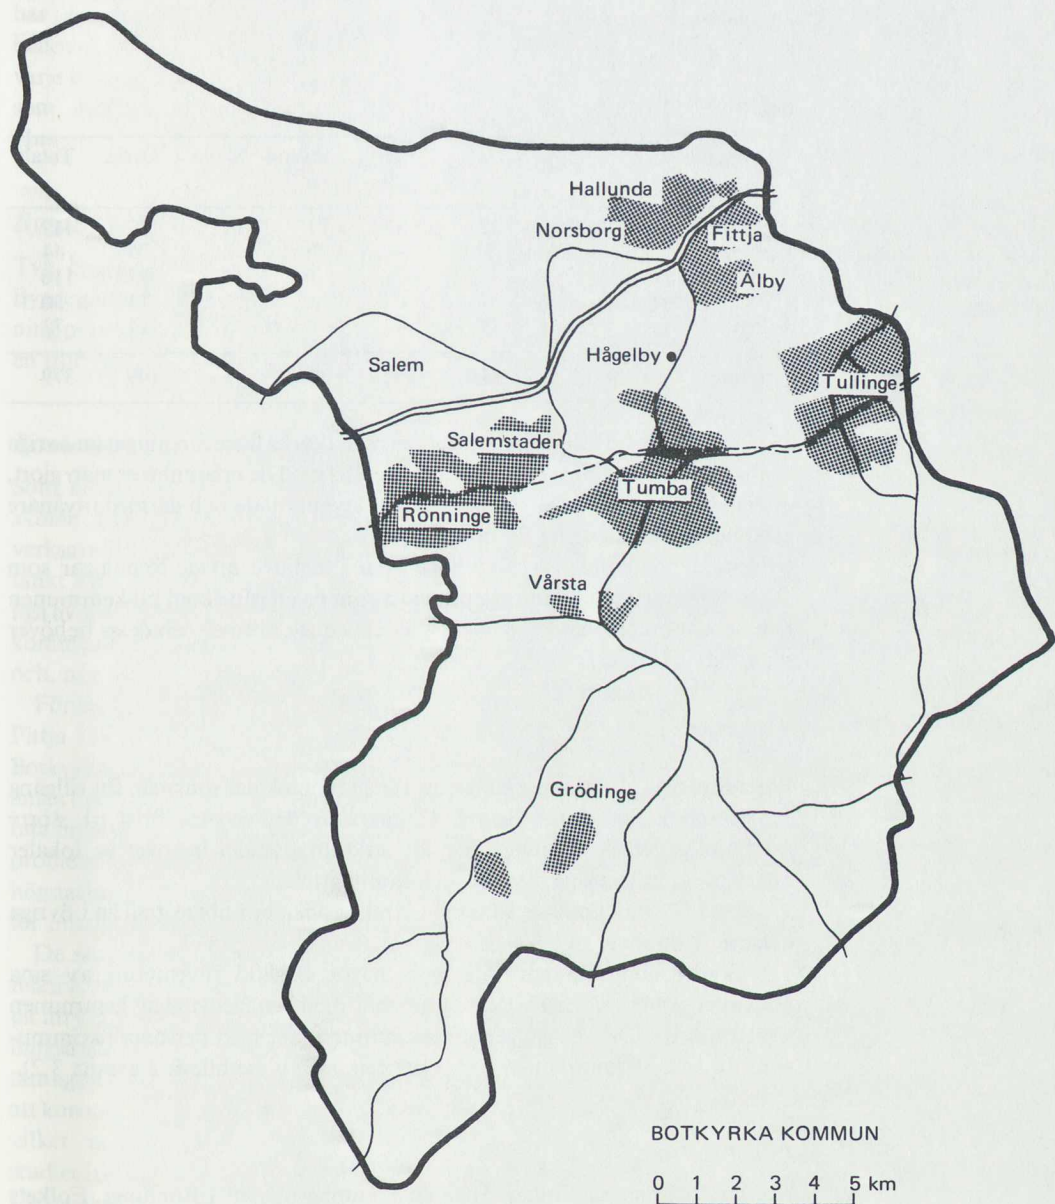 Hallunda
Norsborg
Fittja
Alby
Salem
Hågelby
Tullinge
Salemstaden
Tumba
Rönninge
Vårsta
Grödinge
BOTKYRKA KOMMUN
0 1 2 3 4 5 km